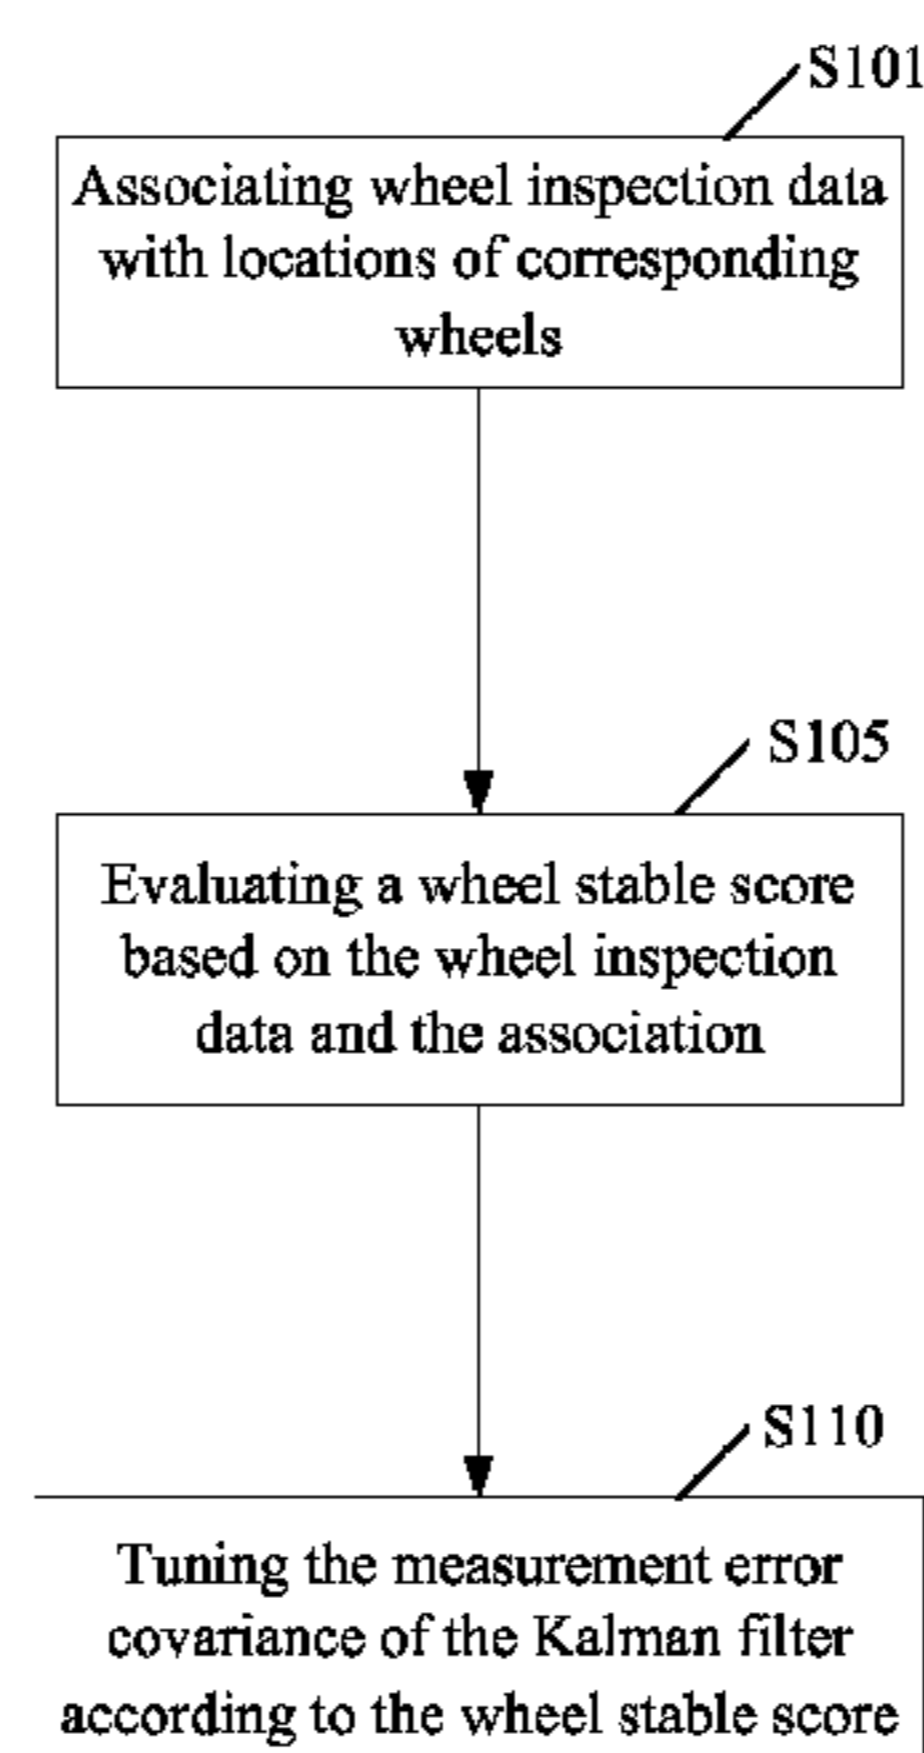 S101
Associating wheel inspection data
with locations of corresponding
wheels
S105
Evaluating a wheel stable score
based on the wheel inspection
data and the association
S110
Tuning the measurement error
covariance of the Kalman filter
according to the wheel stable score